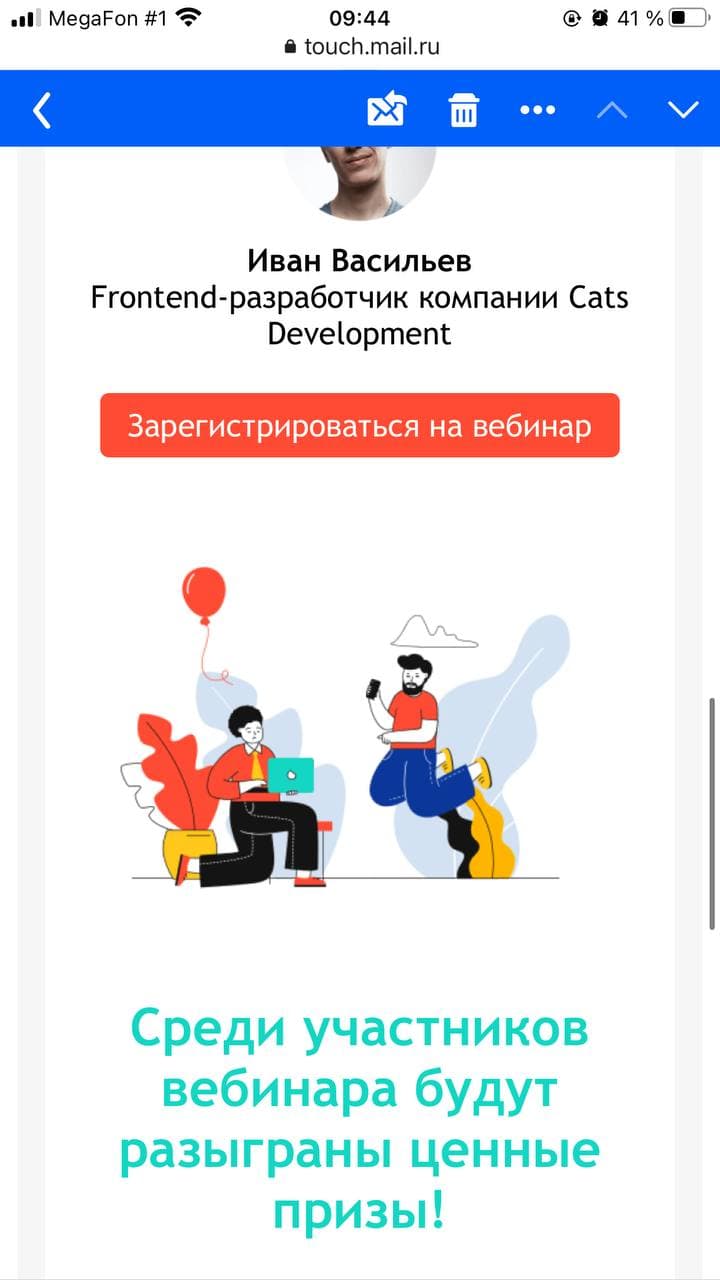 MegaFon #1 09:44 41 %
touch.mail.ru
Иван Васильев
Frontend-разработчик компании Cats
Development
Зарегистрироваться на вебинар
Среди участников
вебинара будут
разыграны ценные
призы!